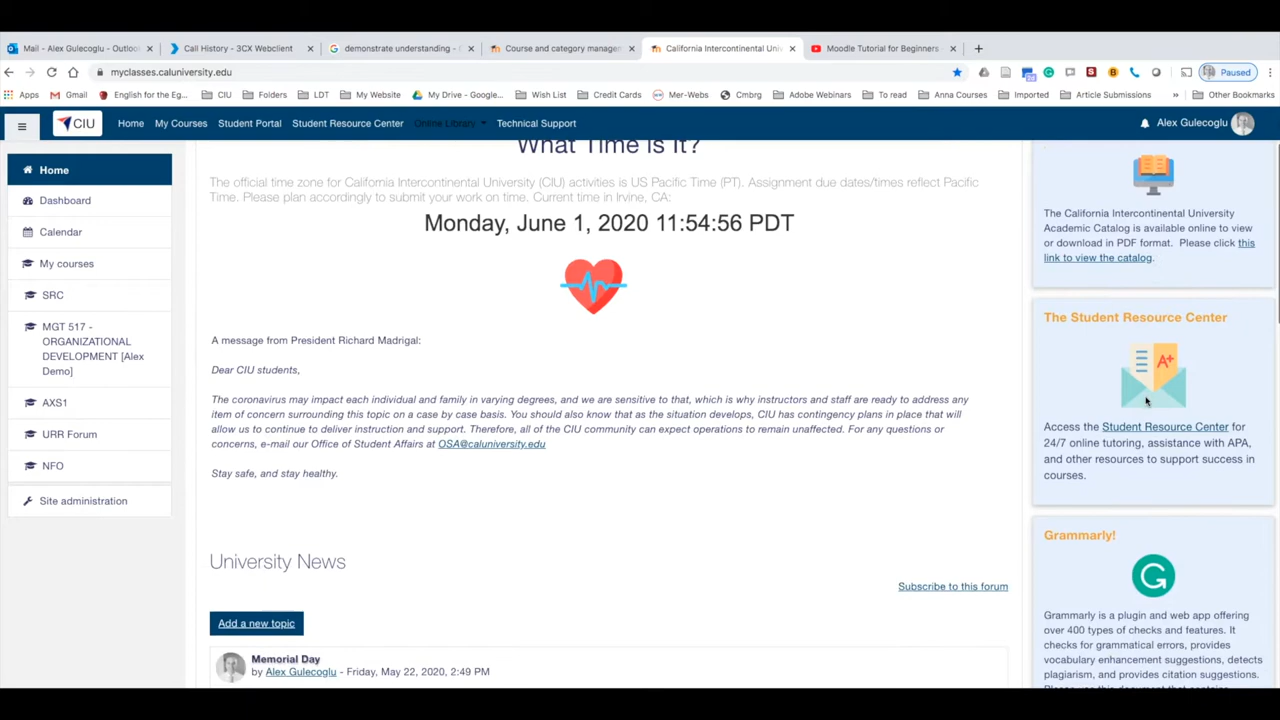 Mail - Alex Gulecoglu - Outloo
Call History - 3CX Webclient
demonstrate understanding -
Course and category managem
California Intercontinental Univ
Moodle Tutorial for Beginners -
myclasses.caluniversity.edu
Paused
Apps
Gmail
English for the Eg...
CIU
Folders
LDT
My Website
My Drive - Google...
Wish List
Credit Cards
Mer-Webs
Cmbrg
Adobe Webinars
To read
Anna Courses
Imported
Article Submissions
»
Other Bookmarks
CIU
Home
My Courses
Student Portal
Student Resource Center
Online Library
Technical Support
Alex Gulecoglu
Home
Dashboard
Calendar
My courses
SRC
MGT 517 -
ORGANIZATIONAL
DEVELOPMENT [Alex
Demo]
AXS1
URR Forum
NFO
Site administration
What Time is It?
The official time zone for California Intercontinental University (CIU) activities is US Pacific Time (PT). Assignment due dates/times reflect Pacific
Time. Please plan accordingly to submit your work on time. Current time in Irvine, CA:
Monday, June 1, 2020 11:54:56 PDT
A message from President Richard Madrigal:
Dear CIU students,
The coronavirus may impact each individual and family in varying degrees, and we are sensitive to that, which is why instructors and staff are ready to address any
item of concern surrounding this topic on a case by case basis. You should also know that as the situation develops, CIU has contingency plans in place that will
allow us to continue to deliver instruction and support. Therefore, all of the CIU community can expect operations to remain unaffected. For any questions or
concerns, e-mail our Office of Student Affairs at OSA@caluniversity.edu
Stay safe, and stay healthy.
University News
Subscribe to this forum
Add a new topic
Memorial Day
by Alex Gulecoglu - Friday, May 22, 2020, 2:49 PM
The California Intercontinental University
Academic Catalog is available online to view
or download in PDF format. Please click this
link to view the catalog.
The Student Resource Center
A+
Access the Student Resource Center for
24/7 online tutoring, assistance with APA,
and other resources to support success in
courses.
Grammarly!
G
Grammarly is a plugin and web app offering
over 400 types of checks and features. It
checks for grammatical errors, provides
vocabulary enhancement suggestions, detects
plagiarism, and provides citation suggestions.